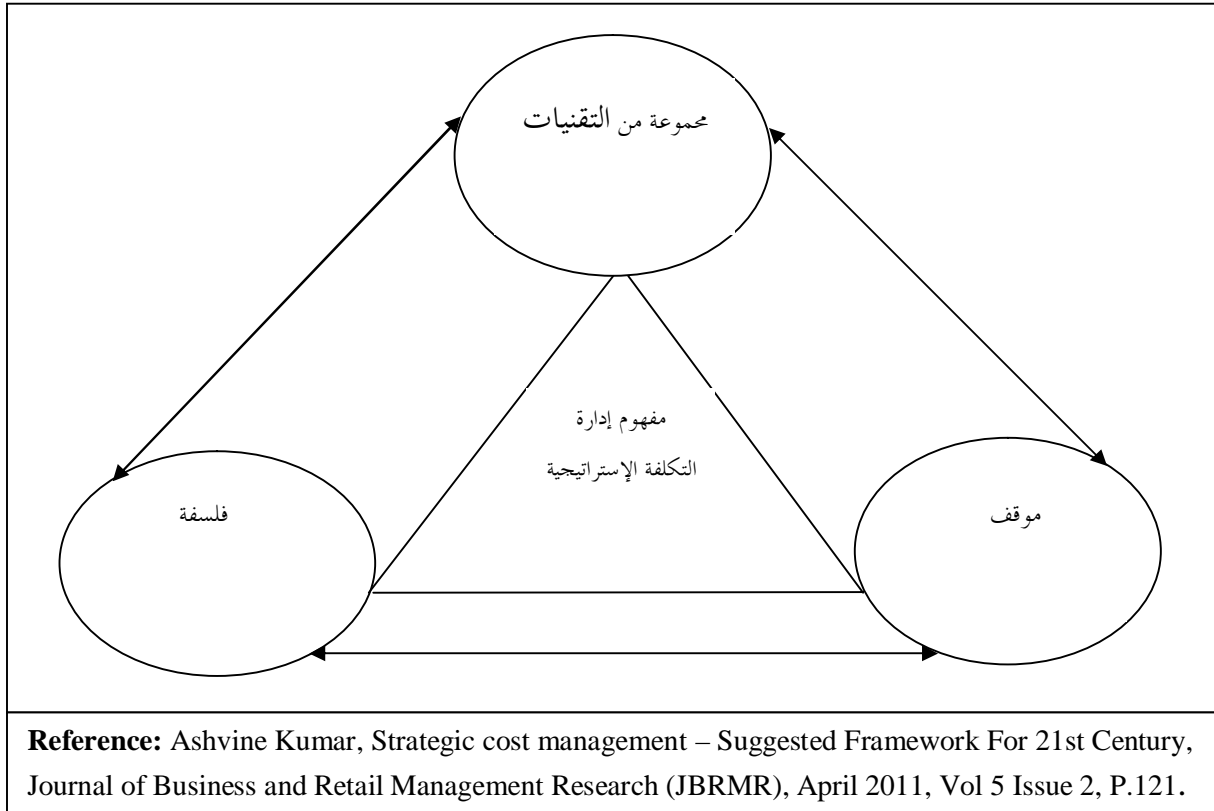 مجموعة من التقنيات
مفهوم إدارة
التكلفة الإستراتيجية
فلسفة
موقف
Reference: Ashvine Kumar, Strategic cost management – Suggested Framework For 21st Century,
Journal of Business and Retail Management Research (JBRMR), April 2011, Vol 5 Issue 2, P.121.